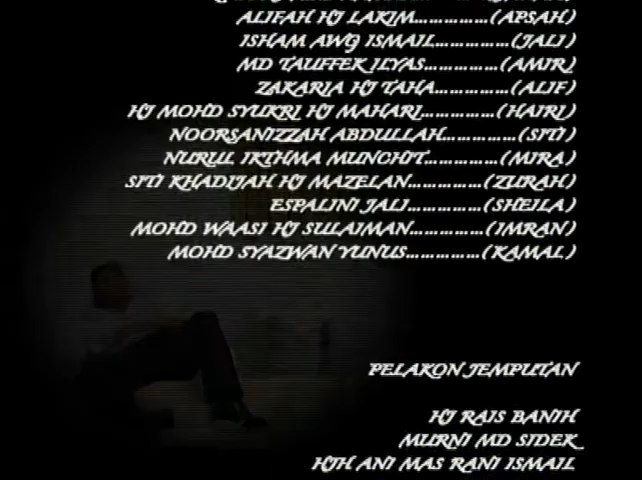 ALIFAH HJ LAKIM...............(APSAH)
ISHAM AWG ISMAIL...............(JALI)
MD TAUFFEK ILYAS...............(AMIR)
ZAKARIA HJ TAHA...............(ALIF)
HJ MOHD SYUKRI HJ MAHARI...............(HAIRI)
NOORSANIZZAH ABDULLAH...............(SITI)
NURUL IKTHMA MUNCHIT...............(MIRA)
SITI KHADIJAH HJ MAZELAN...............(ZURAH)
ESPALINI JALI...............(SHEILA)
MOHD WAASI HJ SULAIMAN...............(IMRAN)
MOHD SYAZWAN YUNUS...............(KAMAL)
PELAKON JEMPUTAN
HJ RAIS BANIH
MURNI MD SIDEK
HJH ANI MAS RANI ISMAIL